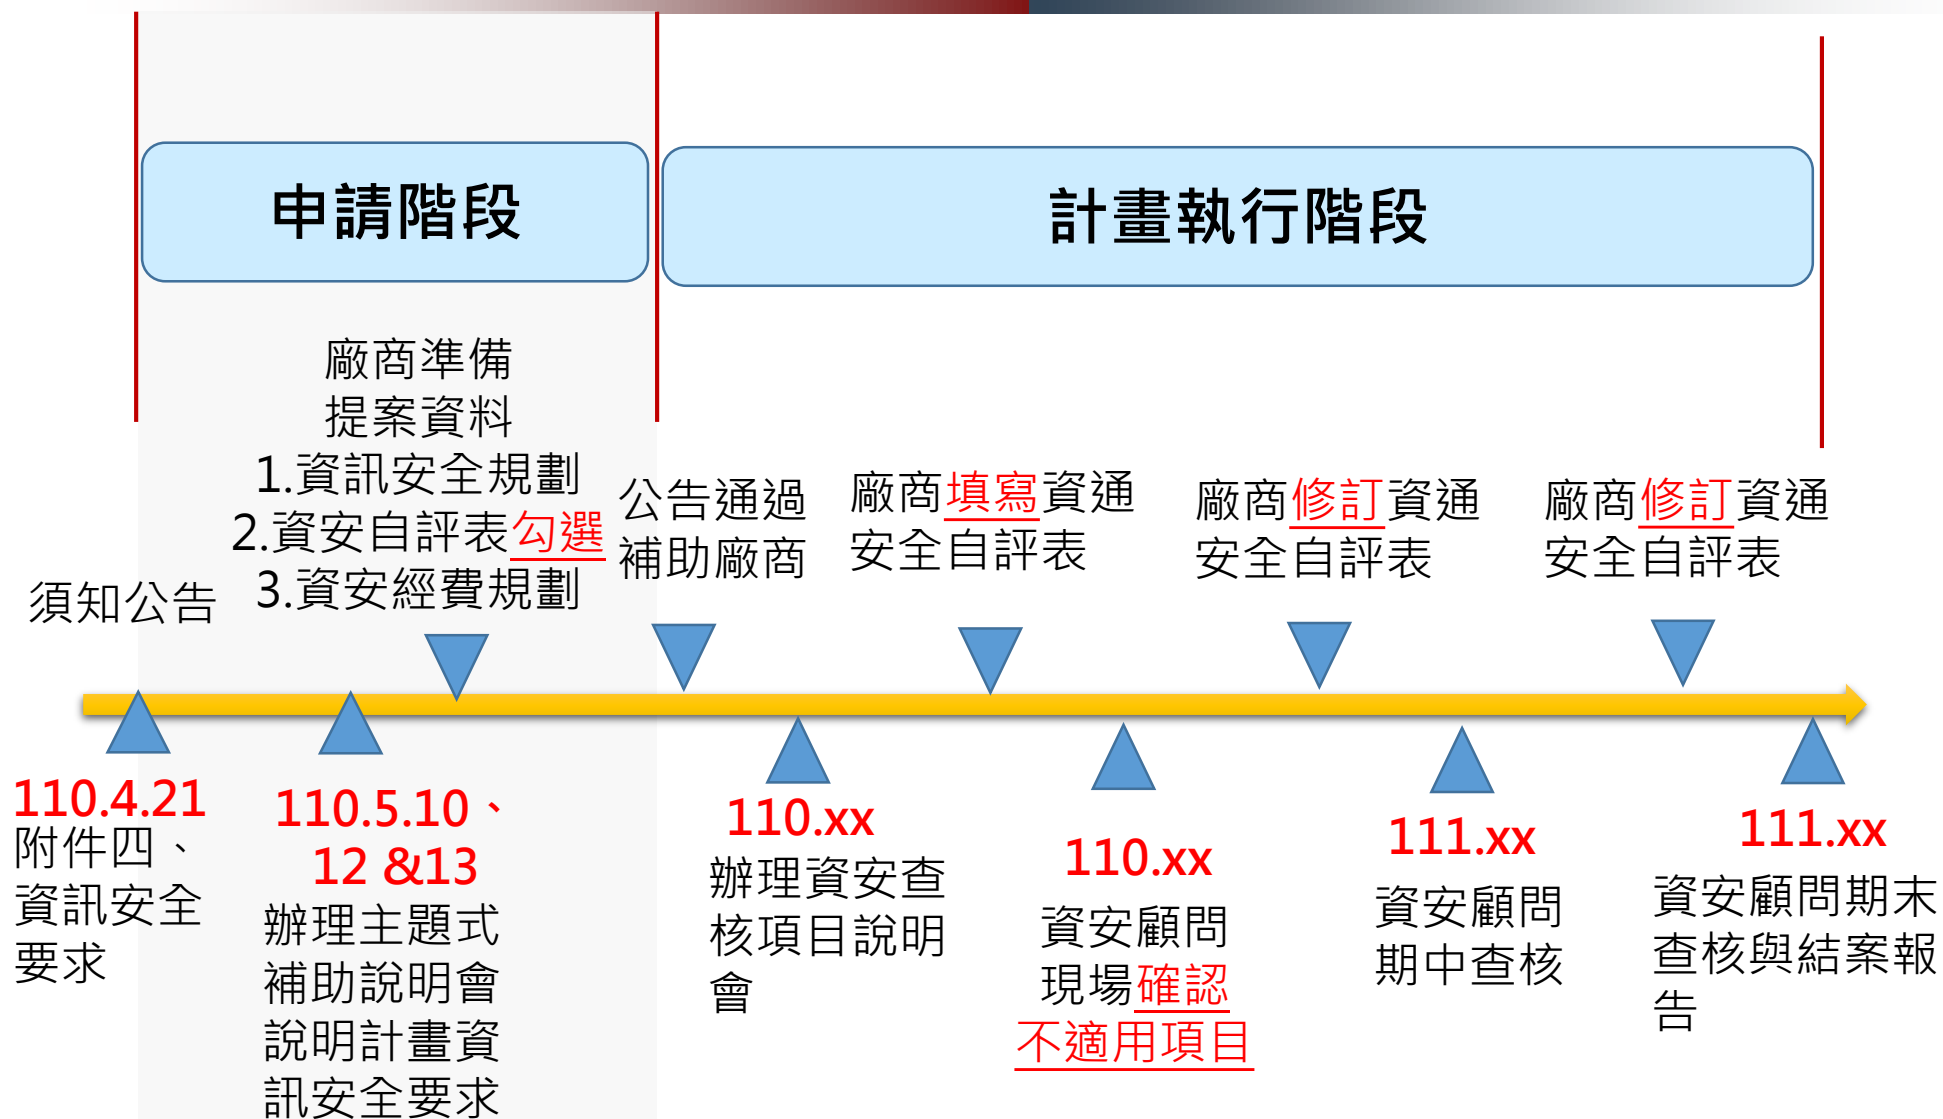 申請階段
計畫執行階段
廠商準備
提案資料
1.資訊安全規劃
2.資安自評表勾選
3.資安經費規劃
須知公告
公告通過
補助廠商
廠商填寫資通
安全自評表
廠商修訂資通
安全自評表
廠商修訂資通
安全自評表
110.4.21
附件四、
資訊安全
要求
110.5.10、
12 &13
辦理主題式
補助說明會
說明計畫資
訊安全要求
110.xx
辦理資安查
核項目說明
會
110.xx
資安顧問
現場確認
不適用項目
111.xx
資安顧問
期中查核
111.xx
資安顧問期末
查核與結案報
告